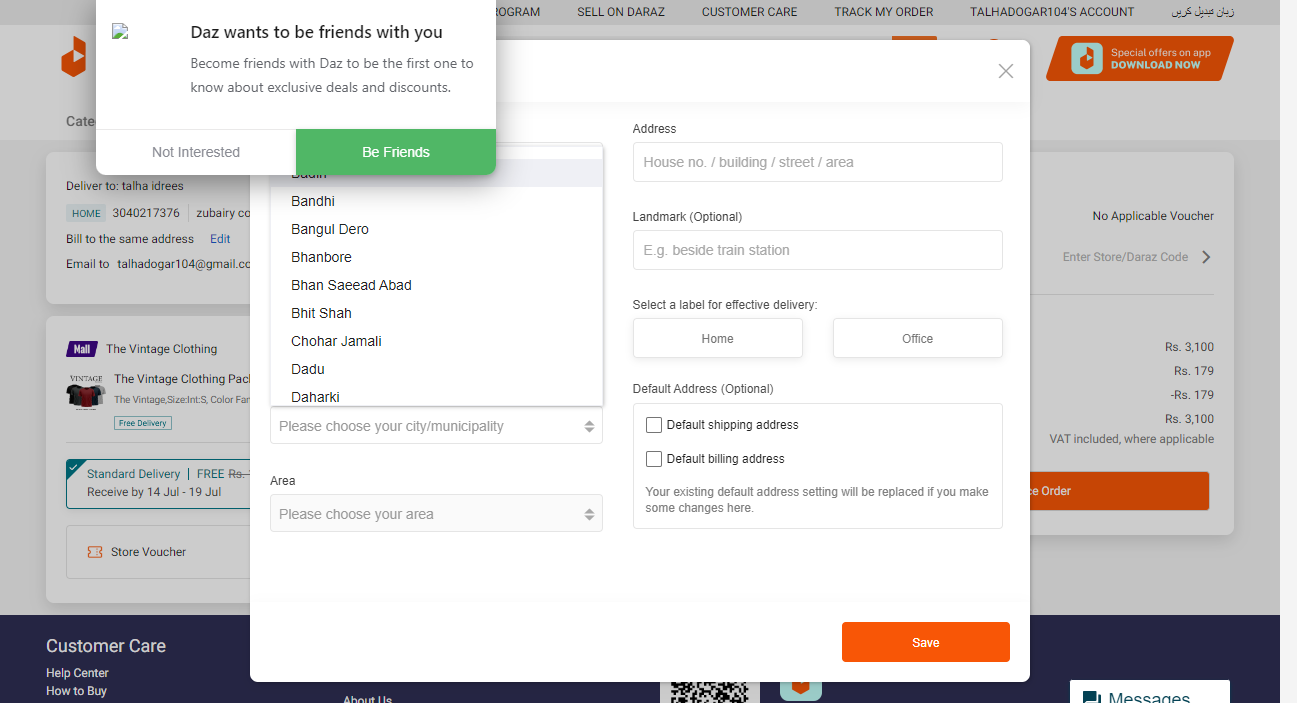 SELL ON DARAZ
CUSTOMER CARE
TRACK MY ORDER
TALHADOGAR104'S ACCOUNT
زبان تبدیل کریں
Daz wants to be friends with you
Become friends with Daz to be the first one to
know about exclusive deals and discounts.
Not Interested
Be Friends
Special offers on app
DOWNLOAD NOW
Deliver to: talha idrees
HOME 3040217376 zubairy co
Bill to the same address Edit
Email to talhadogar104@gmail.co
Mall The Vintage Clothing
VINTAGE
The Vintage Clothing Pac
The Vintage,Size:Int:S, Color Fam
Free Delivery
Standard Delivery | FREE Rs.
Receive by 14 Jul - 19 Jul
Store Voucher
Badin
Bandhi
Bangul Dero
Bhanbore
Bhan Saeead Abad
Bhit Shah
Chohar Jamali
Dadu
Daharki
Please choose your city/municipality
Area
Please choose your area
Address
House no. / building / street / area
Landmark (Optional)
E.g. beside train station
Select a label for effective delivery:
Home
Office
Default Address (Optional)
Default shipping address
Default billing address
Your existing default address setting will be replaced if you make
some changes here.
Save
No Applicable Voucher
Enter Store/Daraz Code
Rs. 3,100
Rs. 179
-Rs. 179
Rs. 3,100
VAT included, where applicable
ce Order
Customer Care
Help Center
How to Buy
About Us
Messages